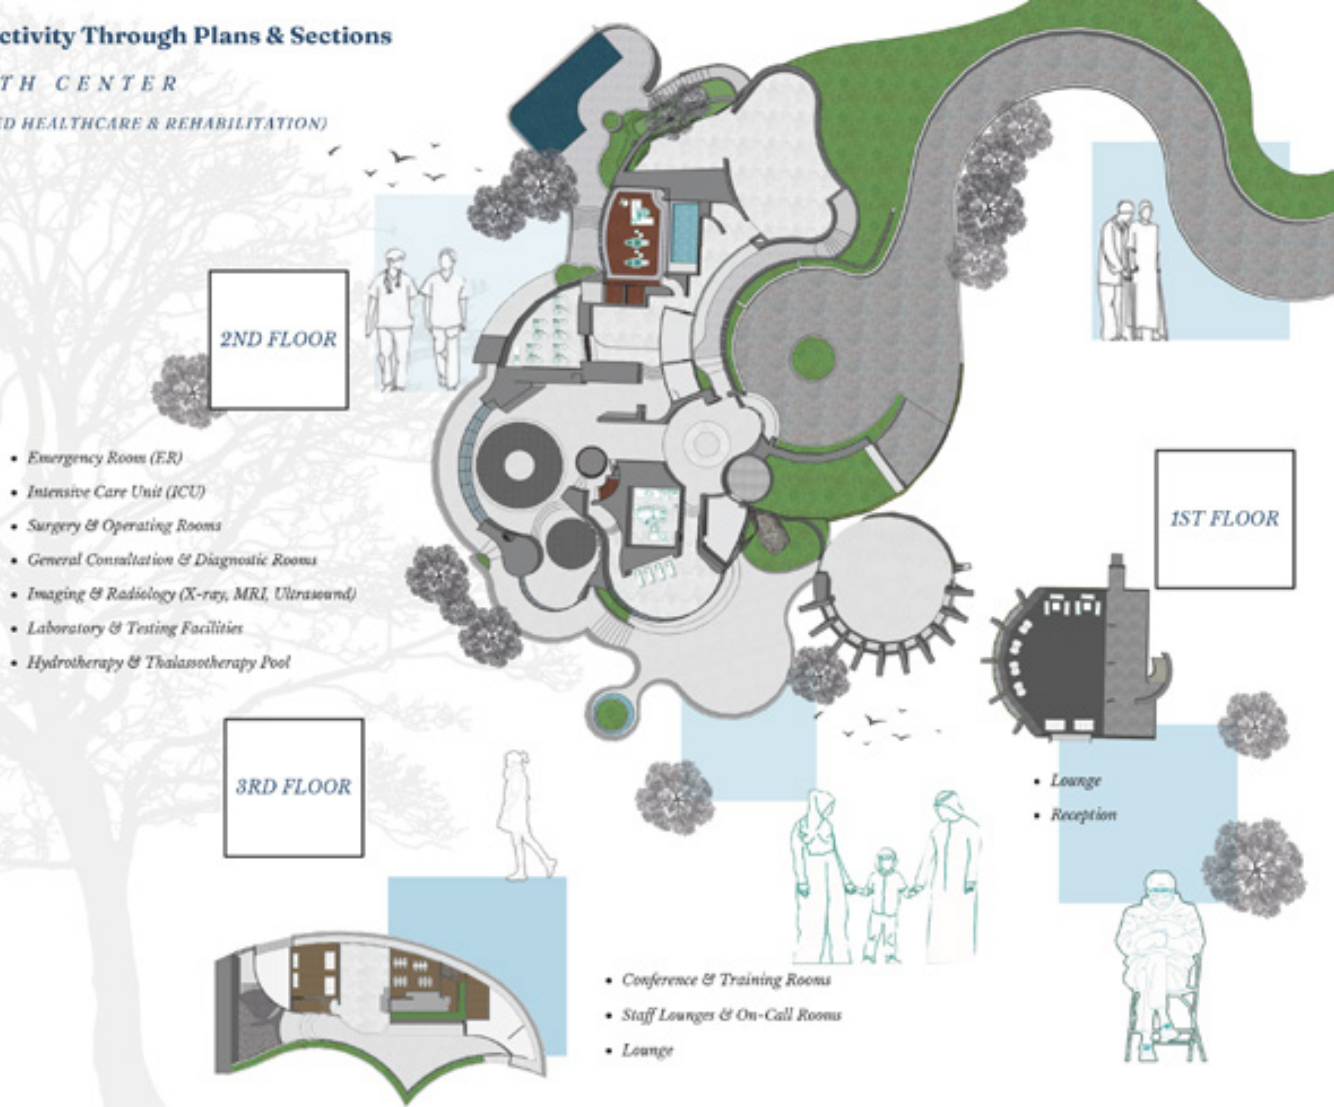 ctivity Through Plans & Sections
TH CENTER
ED HEALTHCARE & REHABILITATION)
2ND FLOOR
• Emergency Room (ER)
• Intensive Care Unit (ICU)
• Surgery & Operating Rooms
• General Consultation & Diagnostic Rooms
• Imaging & Radiology (X-ray, MRI, Ultrasound)
• Laboratory & Testing Facilities
• Hydrotherapy & Thalassotherapy Pool
1ST FLOOR
• Lounge
• Reception
3RD FLOOR
• Conference & Training Rooms
• Staff Lounges & On-Call Rooms
• Lounge